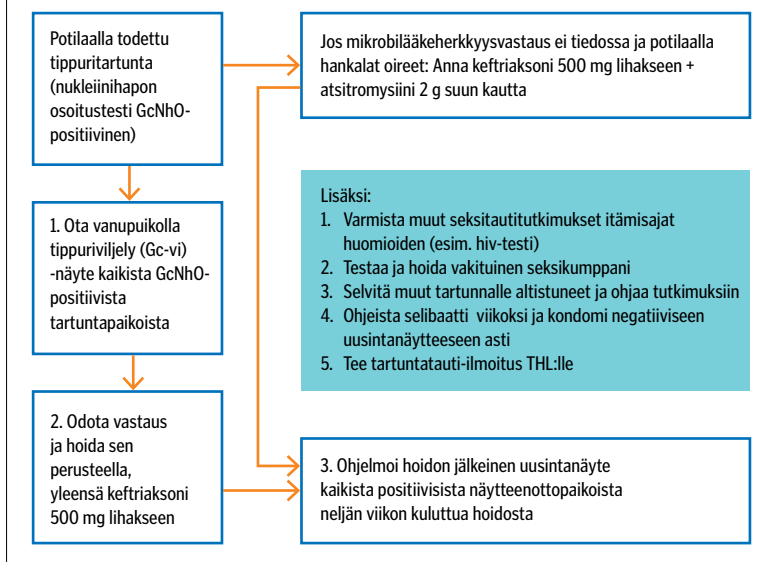 Potilaalla todettu
tippuritartunta
(nukleiinihapon
osoitustesti GcNhO-
positiivinen)
Jos mikrobilääkeherkkyysvastaus ei tiedossa ja potilaalla
hankalat oireet: Anna keftriaksoni 500 mg lihakseen +
atsitromysiini 2 g suun kautta
1. Ota vanupuikolla
tippuriviljely (Gc-vi)
-näyte kaikista GcNhO-
positiivista
tartuntapaikoista
Lisäksi:
1. Varmista muut seksitautitutkimukset itämisajat
huomioiden (esim. hiv-testi)
2. Testaa ja hoida vakituinen seksikumppani
3. Selvitä muut tartunnalle altistuneet ja ohjaa tutkimuksiin
4. Ohjeista selibaatti viikoksi ja kondomi negatiiviseen
uusintanäytteeseen asti
5. Tee tartuntatauti-ilmoitus THL:lle
2. Odota vastaus
ja hoida sen
perusteella,
yleensä keftriaksoni
500 mg lihakseen
3. Ohjelmoi hoidon jälkeinen uusintanäyte
kaikista positivisista näytteenottopaikoista
neljän viikon kuluttua hoidosta